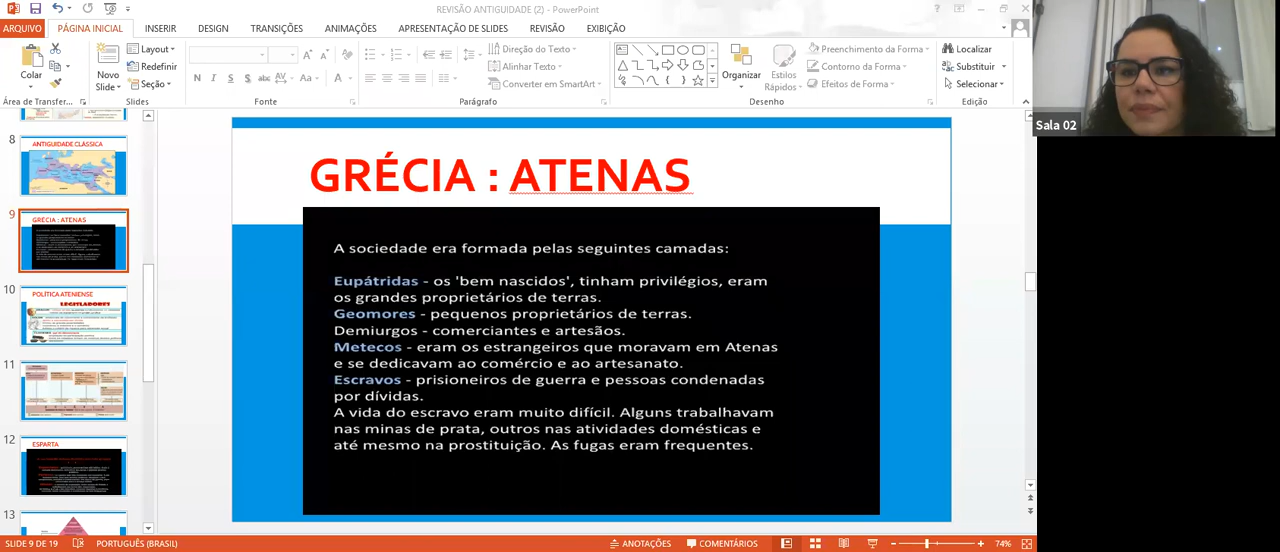 REVISÃO ANTIGUIDADE (2) - PowerPoint
ARQUIVO PÁGINA INICIAL INSERIR DESIGN TRANSIÇÕES ANIMAÇÕES APRESENTAÇÃO DE SLIDES REVISÃO EXIBIÇÃO
Colar
Novo Slide
Layout
Redefinir
Seção
N I S S abc AV Aa A
Direção do Texto
Alinhar Texto
Converter em SmartArt
Organizar
Estilos Rápidos
Preenchimento da Forma
Contorno da Forma
Efeitos de Forma
Localizar
Substituir
Selecionar
Área de Transfer... Slides Fonte Parágrafo Desenho Edição
Sala 02
8
ANTIGUIDADE CLÁSSICA
9
GRÉCIA : ATENAS
10
POLÍTICA ATENIENSE
LEGISLADORES
11
12
ESPARTA
13
GRÉCIA : ATENAS
A sociedade era formada pelas seguintes camadas:
Eupátridas - os 'bem nascidos', tinham privilégios, eram
os grandes proprietários de terras.
Geomores - pequenos proprietários de terras.
Demiurgos - comerciantes e artesãos.
Metecos - eram os estrangeiros que moravam em Atenas
e se dedicavam ao comércio e ao artesanato.
Escravos - prisioneiros de guerra e pessoas condenadas
por dívidas.
A vida do escravo eram muito difícil. Alguns trabalhavam
nas minas de prata, outros nas atividades domésticas e
até mesmo na prostituição. As fugas eram frequentes.
SLIDE 9 DE 19 PORTUGUÊS (BRASIL) ANOTAÇÕES COMENTÁRIOS 74%